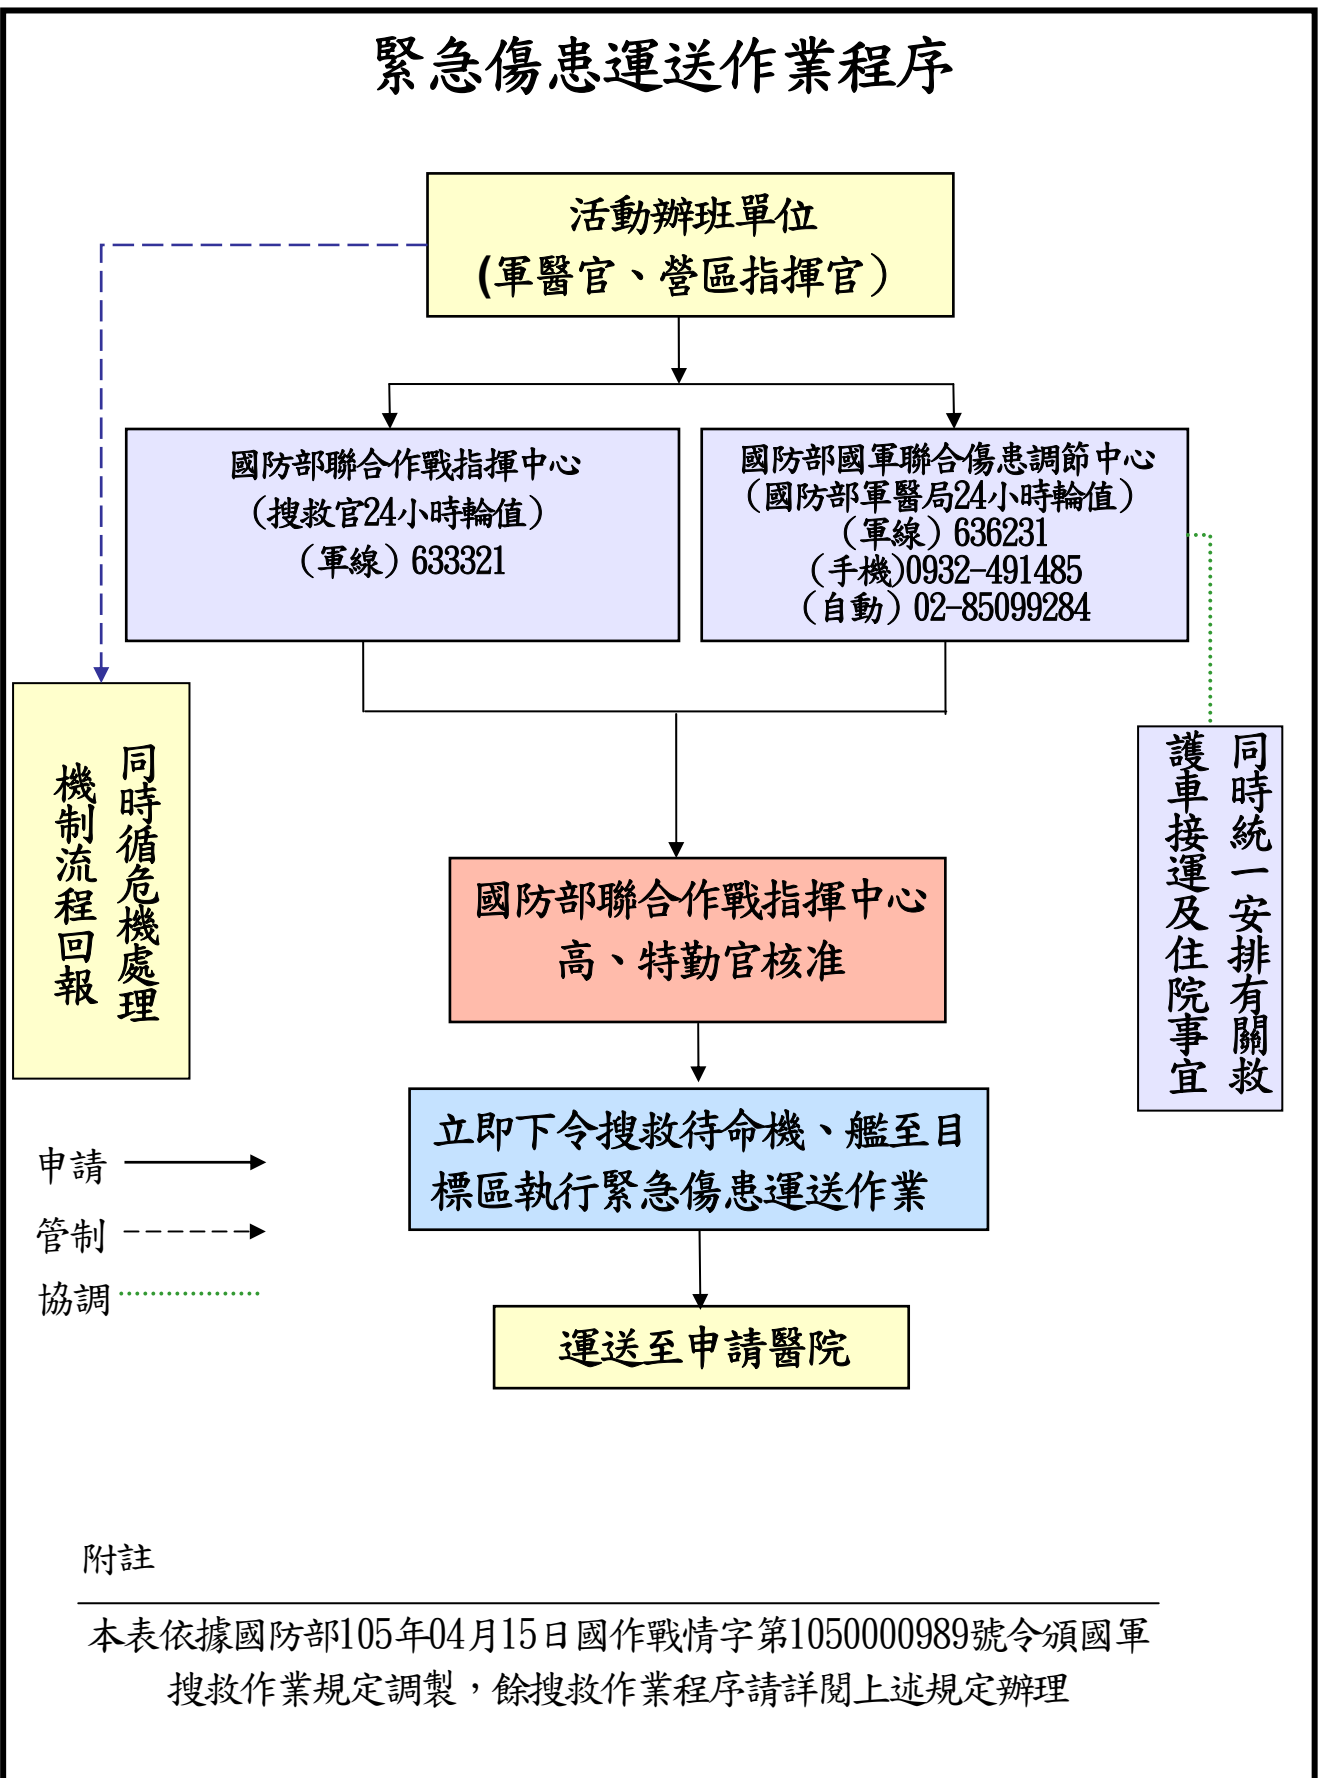 緊急傷患運送作業程序
活動辦班單位
(軍醫官、營區指揮官）
國防部聯合作戰指揮中心
（搜救官24小時輪值）
（軍線）633321
國防部國軍聯合傷患調節中心
（國防部軍醫局24小時輪值）
（軍線）636231
（手機)0932-491485
（自動）02-85099284
同時循危機處理
機制流程回報
同時統一安排有關救
護車接運及住院事宜
國防部聯合作戰指揮中心
高、特勤官核准
立即下令搜救待命機、艦至目
標區執行緊急傷患運送作業
運送至申請醫院
申請
管制
協調
附註
本表依據國防部105年04月15日國作戰情字第1050000989號令頒國軍
搜救作業規定調製，餘搜救作業程序請詳閱上述規定辦理